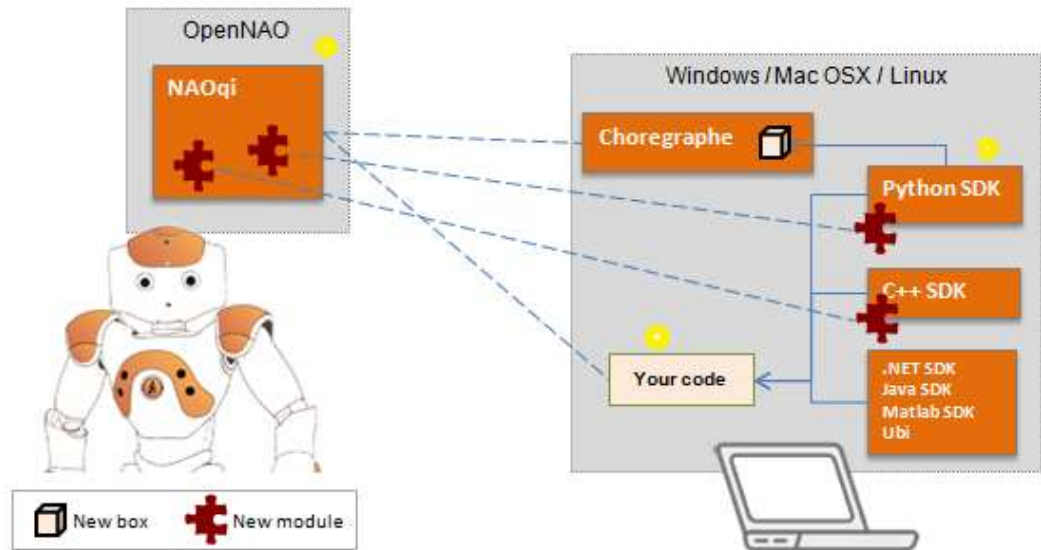 OpenNAO
NAOqi
Windows / Mac OSX / Linux
Choregraphe
Python SDK
C++ SDK
Your code
.NET SDK
Java SDK
Matlab SDK
Ubi
New box
New module